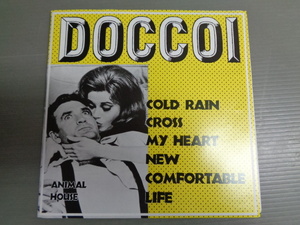 DOCCOI
COLD RAIN
CROSS
MY HEART
NEW
COMFORTABLE
LIFE
ANIMAL
HOUSE